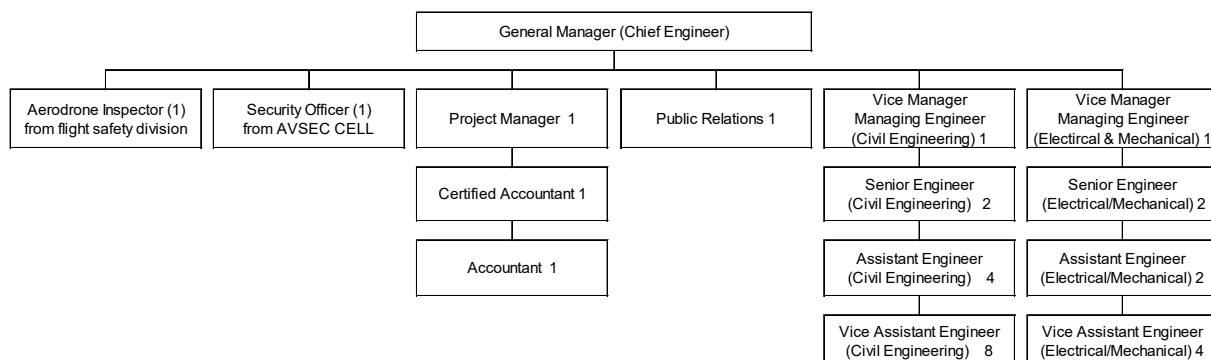 General Manager (Chief Engineer)
Aerodrone Inspector (1)
from flight safety division
Security Officer (1)
from AVSEC CELL
Project Manager 1
Public Relations 1
Vice Manager
Managing Engineer
(Civil Engineering) 1
Vice Manager
Managing Engineer
(Electircal & Mechanical) 1
Certified Accountant 1
Senior Engineer
(Civil Engineering) 2
Senior Engineer
(Electrical/Mechanical) 2
Accountant 1
Assistant Engineer
(Civil Engineering) 4
Assistant Engineer
(Electrical/Mechanical) 2
Vice Assistant Engineer
(Civil Engineering) 8
Vice Assistant Engineer
(Electrical/Mechanical) 4